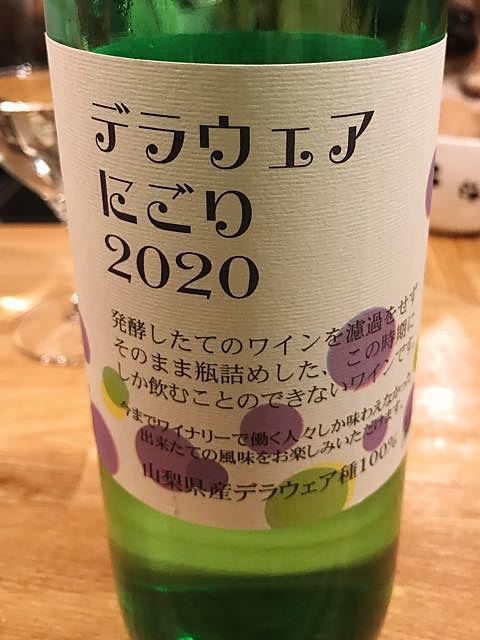 デラウェア
にごり
2020
発酵したてのワインを濾過をせず
そのまま瓶詰めした、この時期に
しか飲むことのできないワインです。
今までワイナリーで働く人々しか味わえなかった
出来たての風味をお楽しみいただけます。
山梨県産デラウェア種100%